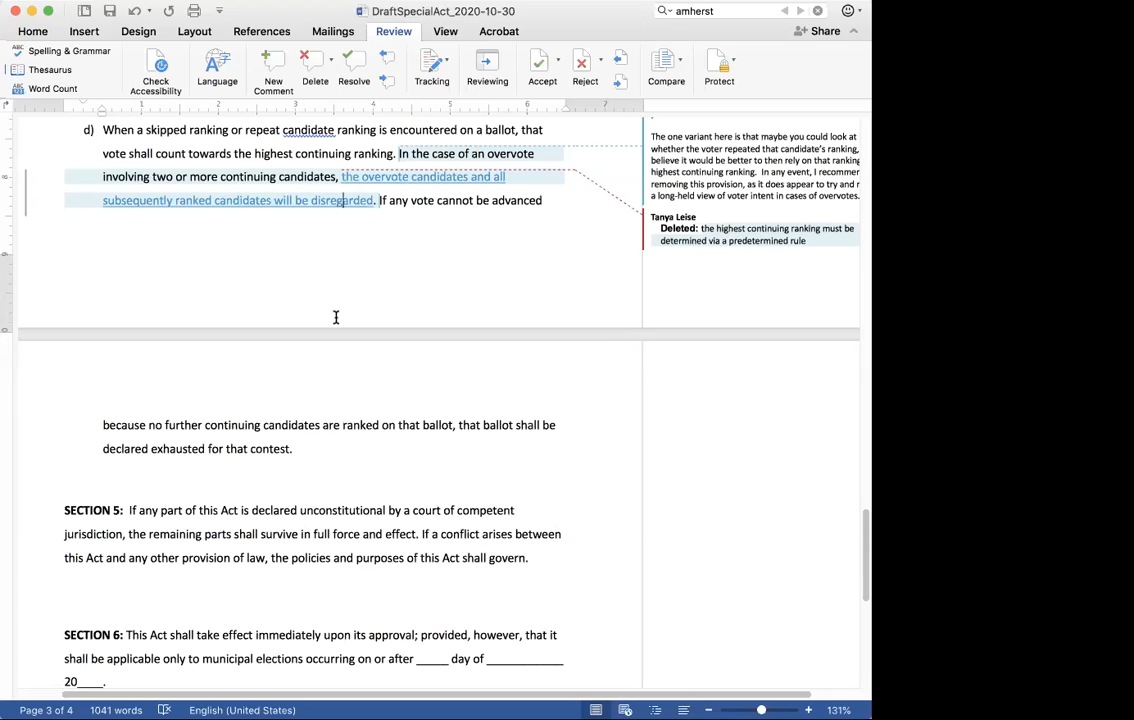 DraftSpecialAct_2020-10-30
amherst
Home Insert Design Layout References Mailings Review View Acrobat
Share
Spelling & Grammar
Thesaurus
Word Count
Check Accessibility
Language
New Comment
Delete
Resolve
Tracking
Reviewing
Accept
Reject
Compare
Protect
1 2 3 4 5 6 7
d) When a skipped ranking or repeat candidate ranking is encountered on a ballot, that
vote shall count towards the highest continuing ranking. In the case of an overvote
involving two or more continuing candidates, the overvote candidates and all
subsequently ranked candidates will be disregarded. If any vote cannot be advanced
The one variant here is that maybe you could look at
whether the voter repeated that candidate's ranking,
believe it would be better to then rely on that ranking
highest continuing ranking. In any event, I recommer
removing this provision, as it does appear to try and r
a long-held view of voter intent in cases of overvotes.
Tanya Leise
Deleted: the highest continuing ranking must be
determined via a predetermined rule
because no further continuing candidates are ranked on that ballot, that ballot shall be
declared exhausted for that contest.
SECTION 5: If any part of this Act is declared unconstitutional by a court of competent
jurisdiction, the remaining parts shall survive in full force and effect. If a conflict arises between
this Act and any other provision of law, the policies and purposes of this Act shall govern.
SECTION 6: This Act shall take effect immediately upon its approval; provided, however, that it
shall be applicable only to municipal elections occurring on or after _____ day of ____________
20____.
Page 3 of 4 1041 words English (United States) 131%